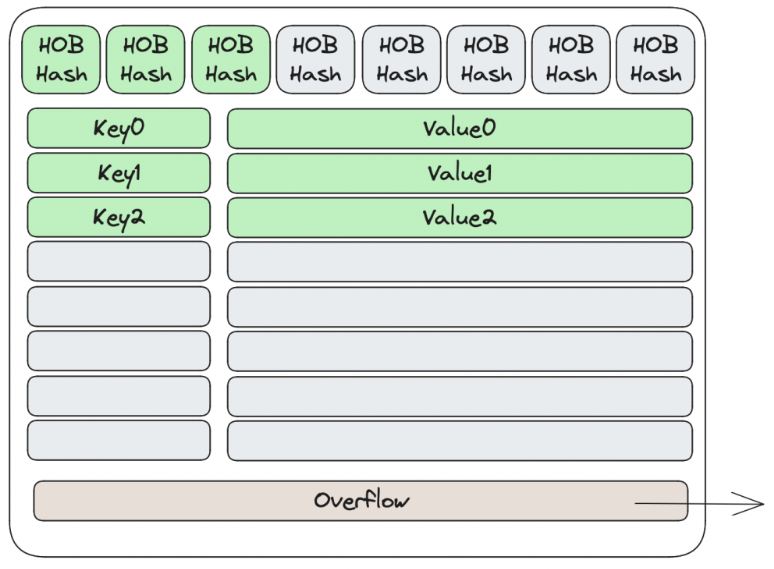 HOB HOB HOB HOB HOB HOB HOB HOB
Hash Hash Hash Hash Hash Hash Hash Hash
Key0 Value0
Key1 Value1
Key2 Value2
Overflow